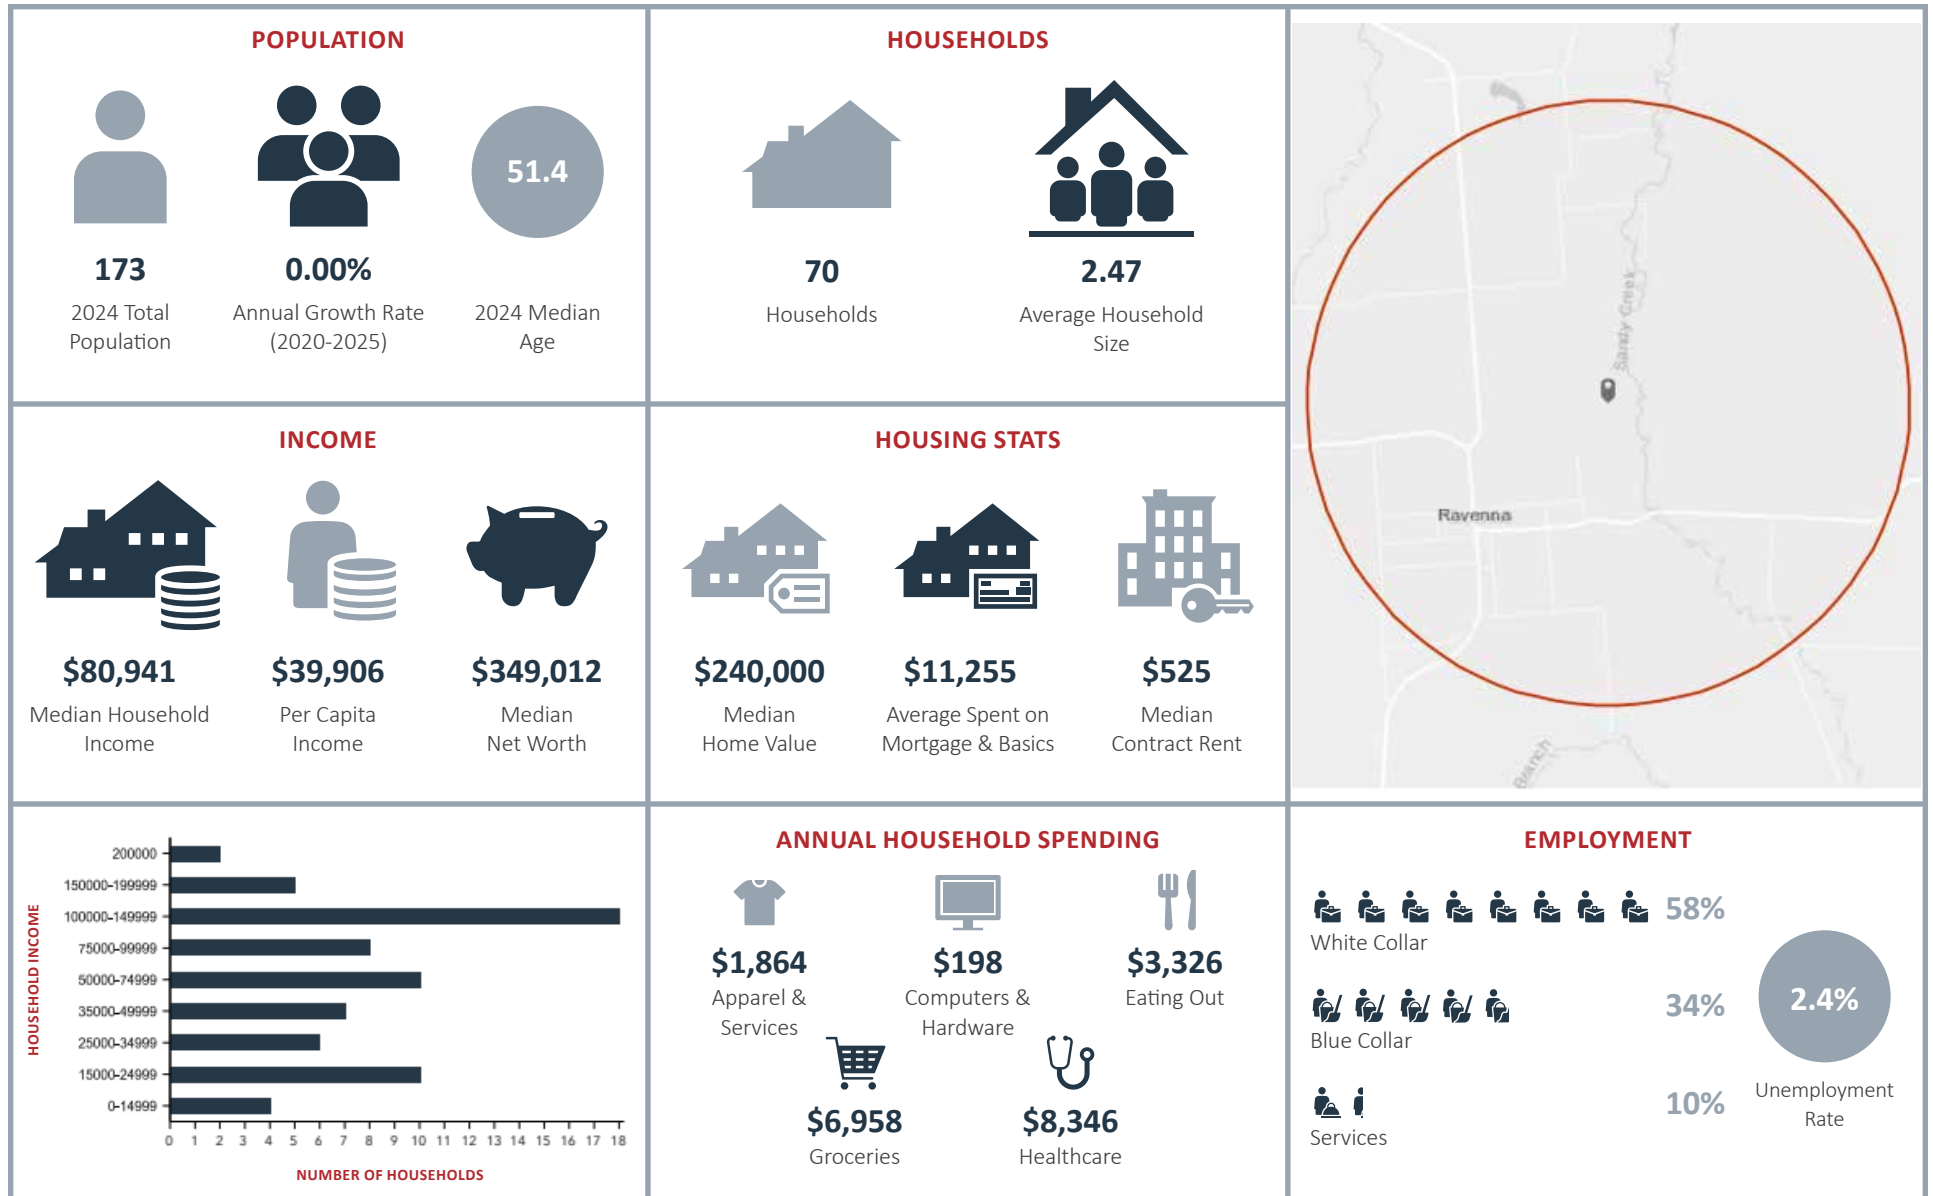 POPULATION
51.4
173
0.00%
2024 Total
Population
Annual Growth Rate
(2020-2025)
2024 Median
Age
HOUSEHOLDS
70
2.47
Households
Average Household
Size
Sandy Creek
Ravenna
Branch
INCOME
$80,941
$39,906
$349,012
Median Household
Income
Per Capita
Income
Median
Net Worth
HOUSING STATS
$240,000
$11,255
$525
Median
Home Value
Average Spent on
Mortgage & Basics
Median
Contract Rent
HOUSEHOLD INCOME
200000
150000-199999
100000-149999
75000-99999
50000-74999
35000-49999
25000-34999
15000-24999
0-14999
0 1 2 3 4 5 6 7 8 9 10 11 12 13 14 15 16 17 18
NUMBER OF HOUSEHOLDS
ANNUAL HOUSEHOLD SPENDING
$1,864
$198
$3,326
Apparel &
Services
Computers &
Hardware
Eating Out
$6,958
$8,346
Groceries
Healthcare
EMPLOYMENT
58%
White Collar
34%
Blue Collar
10%
Services
2.4%
Unemployment
Rate